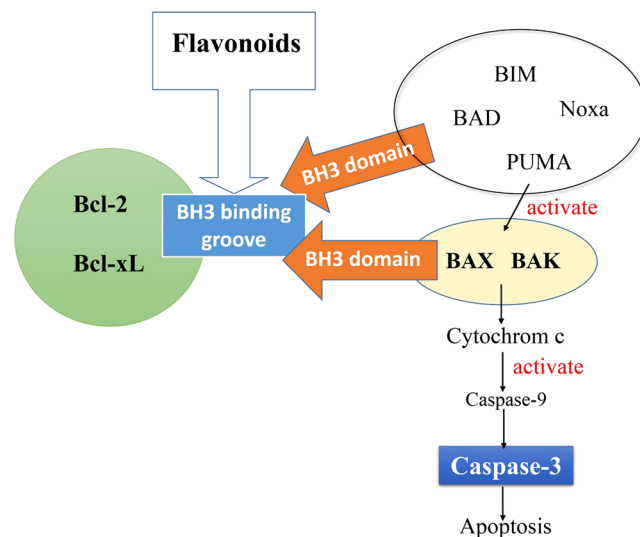 Flavonoids
BIM
BAD
Noxa
PUMA
BH3 domain
activate
Bcl-2
Bcl-xL
BH3 binding
groove
BH3 domain
BAX BAK
Cytochrom c
activate
Caspase-9
Caspase-3
Apoptosis